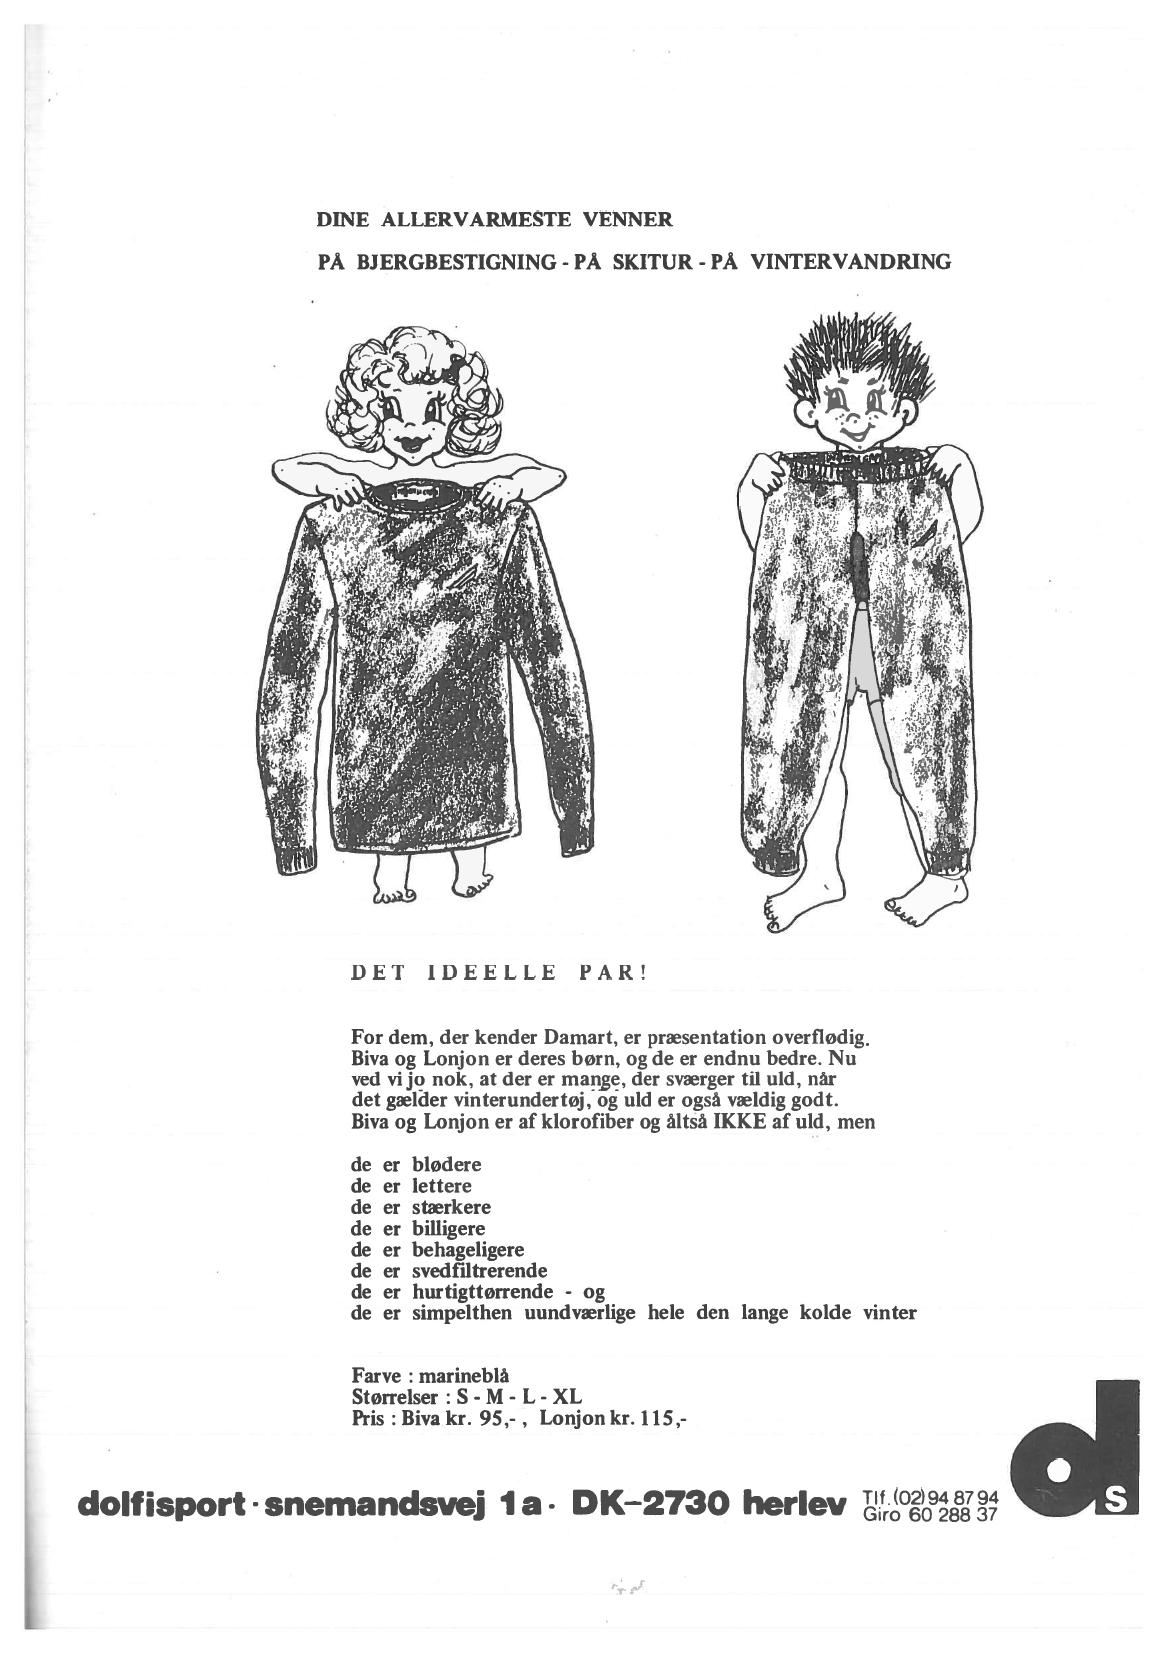 DINE ALLERVARMESTE VENNER
PÅ BJERGBESTIGNING - PÅ SKITUR - PÅ VINTERVANDRING
DET IDEELLE PAR!
For dem, der kender Damart, er præsentation overflødig.
Biva og Lonjon er deres børn, og de er endnu bedre. Nu
ved vi jo nok, at der er mange, der sværger til uld, når
det gælder vinterundertøj, og uld er også vældig godt.
Biva og Lonjon er af klorofiber og altså IKKE af uld, men
de er blødere
de er lettere
de er stærkere
de er billigere
de er behageligere
de er svedfiltrerende
de er hurtigttørrende - og
de er simpelthen uundværlige hele den lange kolde vinter
Farve : marineblå
Størrelser : S - M - L - XL
Pris : Biva kr. 95,- , Lonjon kr. 115,-
dolfisport · snemandsvej 1a · DK-2730 herlev
Tlf. (02) 94 87 94
Giro 60 288 37
ds